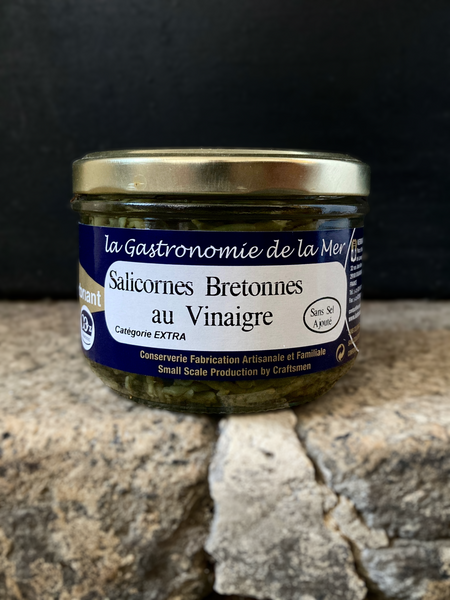 la Gastronomie de la Mer
Salicornes Bretonnes
au Vinaigre
Sans Sel
Ajouté
Catégorie EXTRA
Conserverie Fabrication Artisanale et Familiale
Small Scale Production by Craftsmen